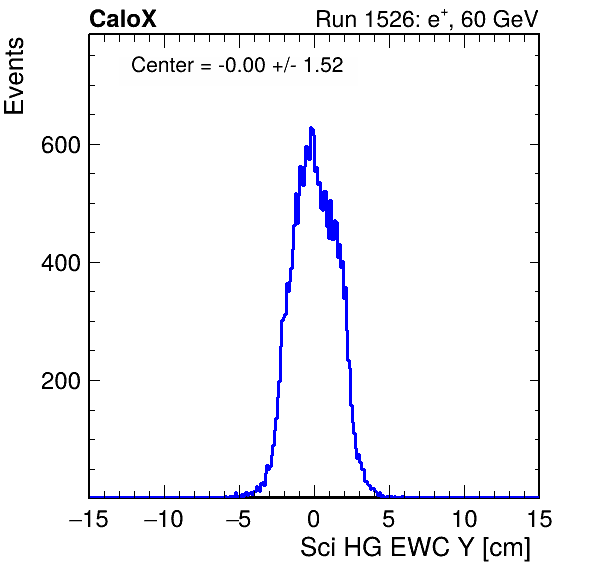 CaloX Run 1526: e⁺, 60 GeV
Center = -0.00 +/- 1.52
Events
600
400
200
−15 −10 −5 0 5 10 15
Sci HG EWC Y [cm]